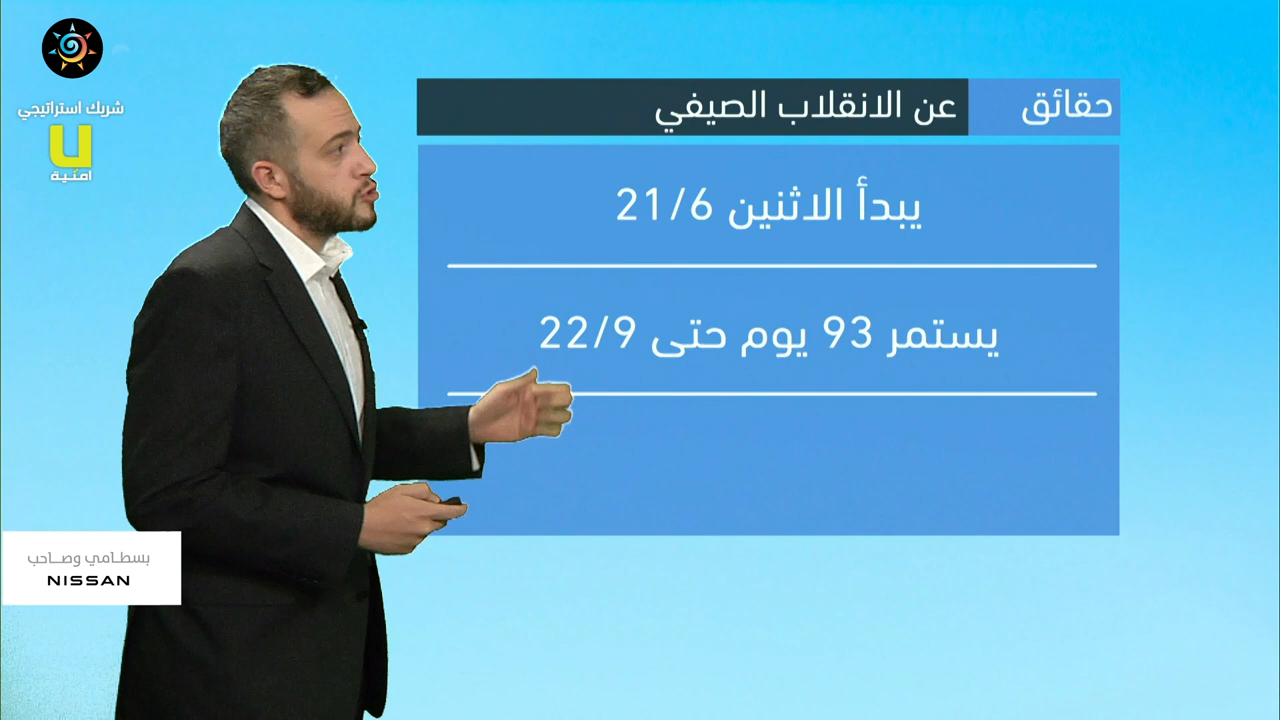 حقائق عن الانقلاب الصيفي
يبدأ الاثنين 21/6
يستمر 93 يوم حتى 22/9
شريك استراتيجي
u
امنية
بسطامي وصاحب
NISSAN